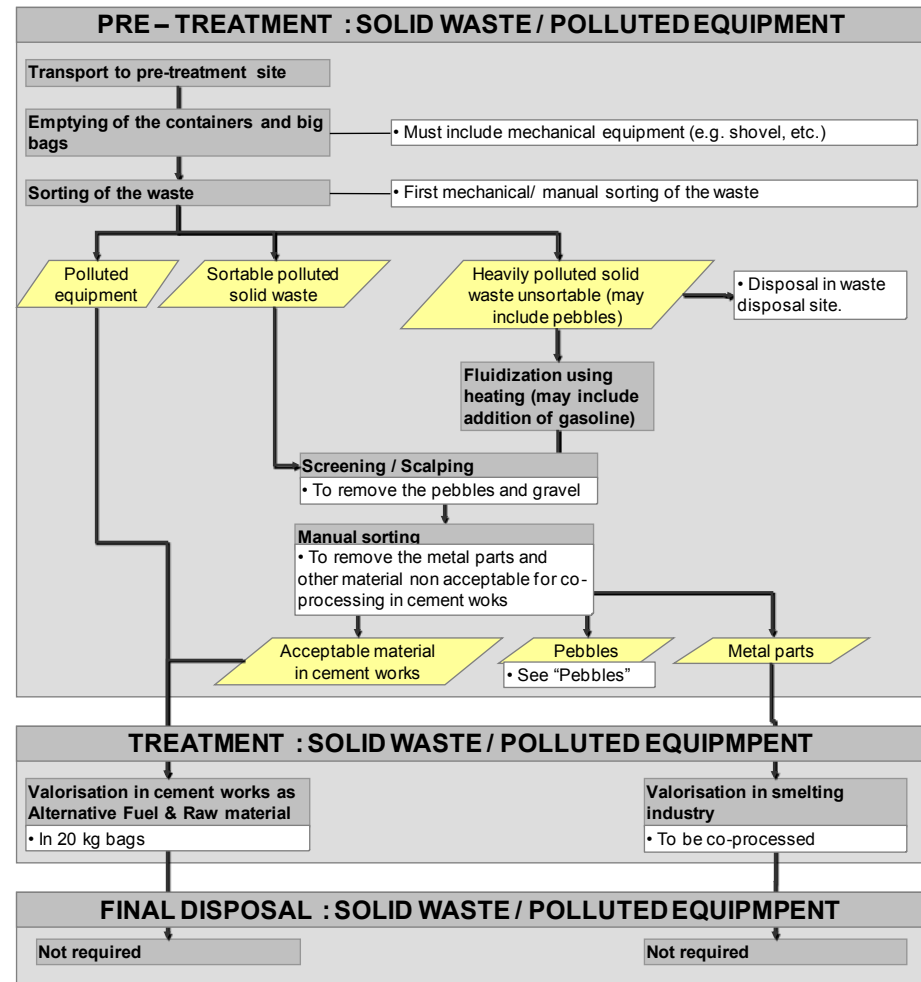 PRE – TREATMENT : SOLID WASTE / POLLUTED EQUIPMENT
Transport to pre-treatment site
Emptying of the containers and big
bags
• Must include mechanical equipment (e.g. shovel, etc.)
Sorting of the waste
• First mechanical/ manual sorting of the waste
Polluted
equipment
Sortable polluted
solid waste
Heavily polluted solid
waste unsortable (may
include pebbles)
• Disposal in waste
disposal site.
Fluidization using
heating (may include
addition of gasoline)
Screening / Scalping
• To remove the pebbles and gravel
Manual sorting
• To remove the metal parts and
other material non acceptable for co-
processing in cement woks
Acceptable material
in cement works
Pebbles
• See “Pebbles”
Metal parts
TREATMENT : SOLID WASTE / POLLUTED EQUIPMPENT
Valorisation in cement works as
Alternative Fuel & Raw material
• In 20 kg bags
Valorisation in smelting
industry
• To be co-processed
FINAL DISPOSAL : SOLID WASTE / POLLUTED EQUIPMPENT
Not required
Not required